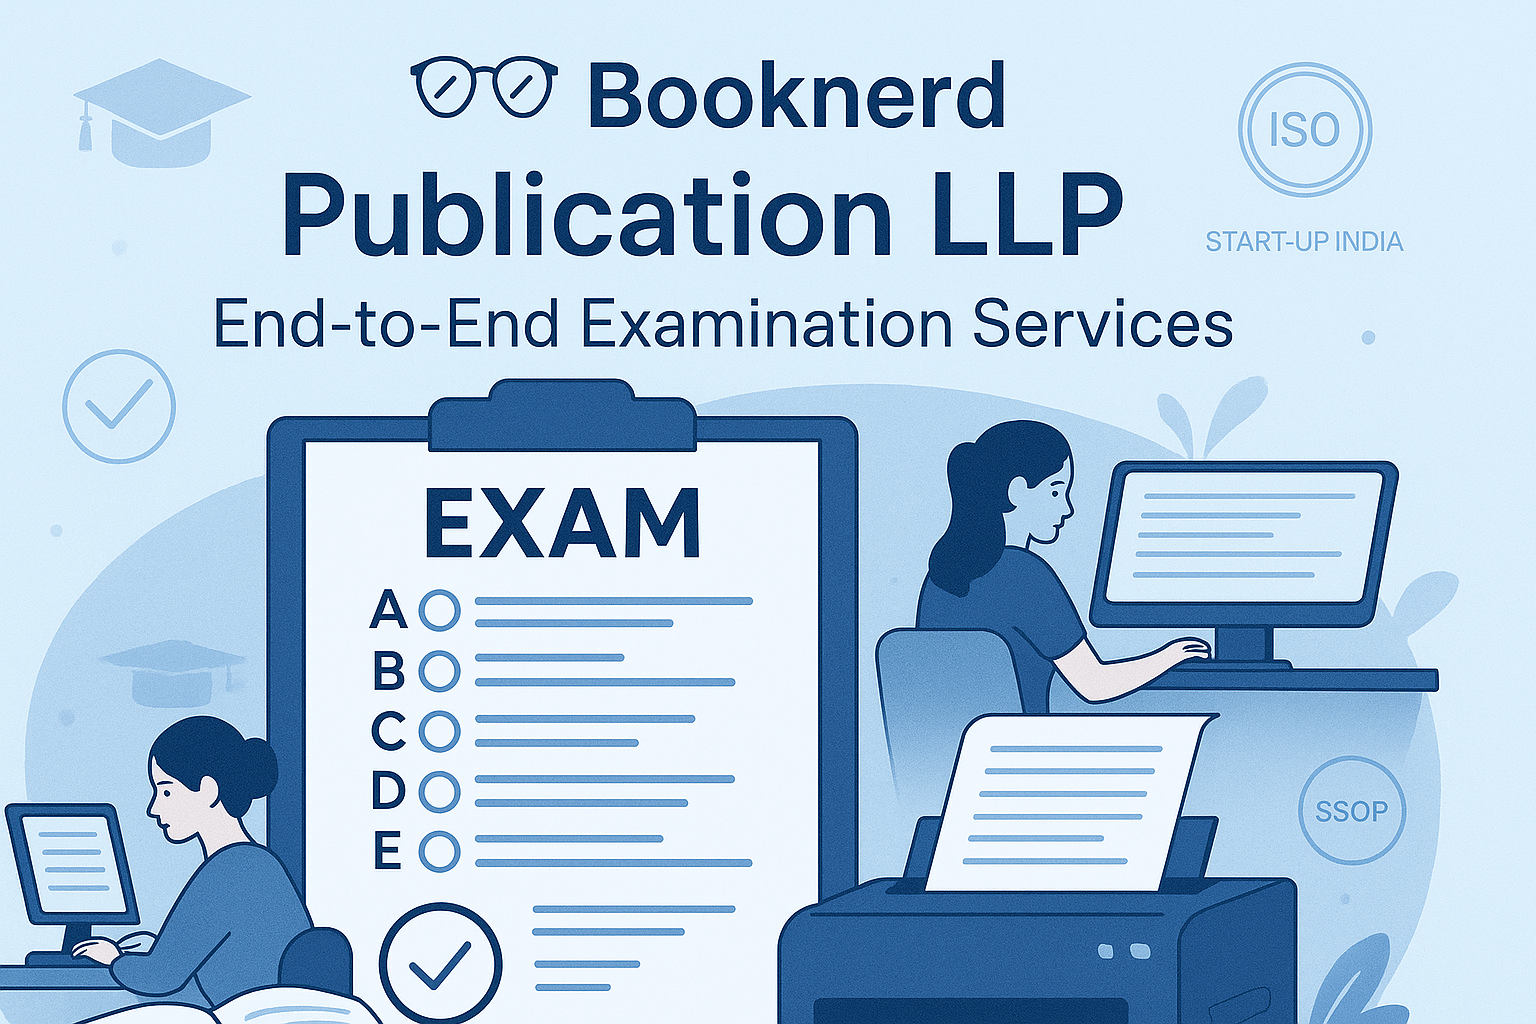 Booknerd
Publication LLP
End-to-End Examination Services
ISO
START-UP INDIA
EXAM
A
B
C
D
E
SSOP